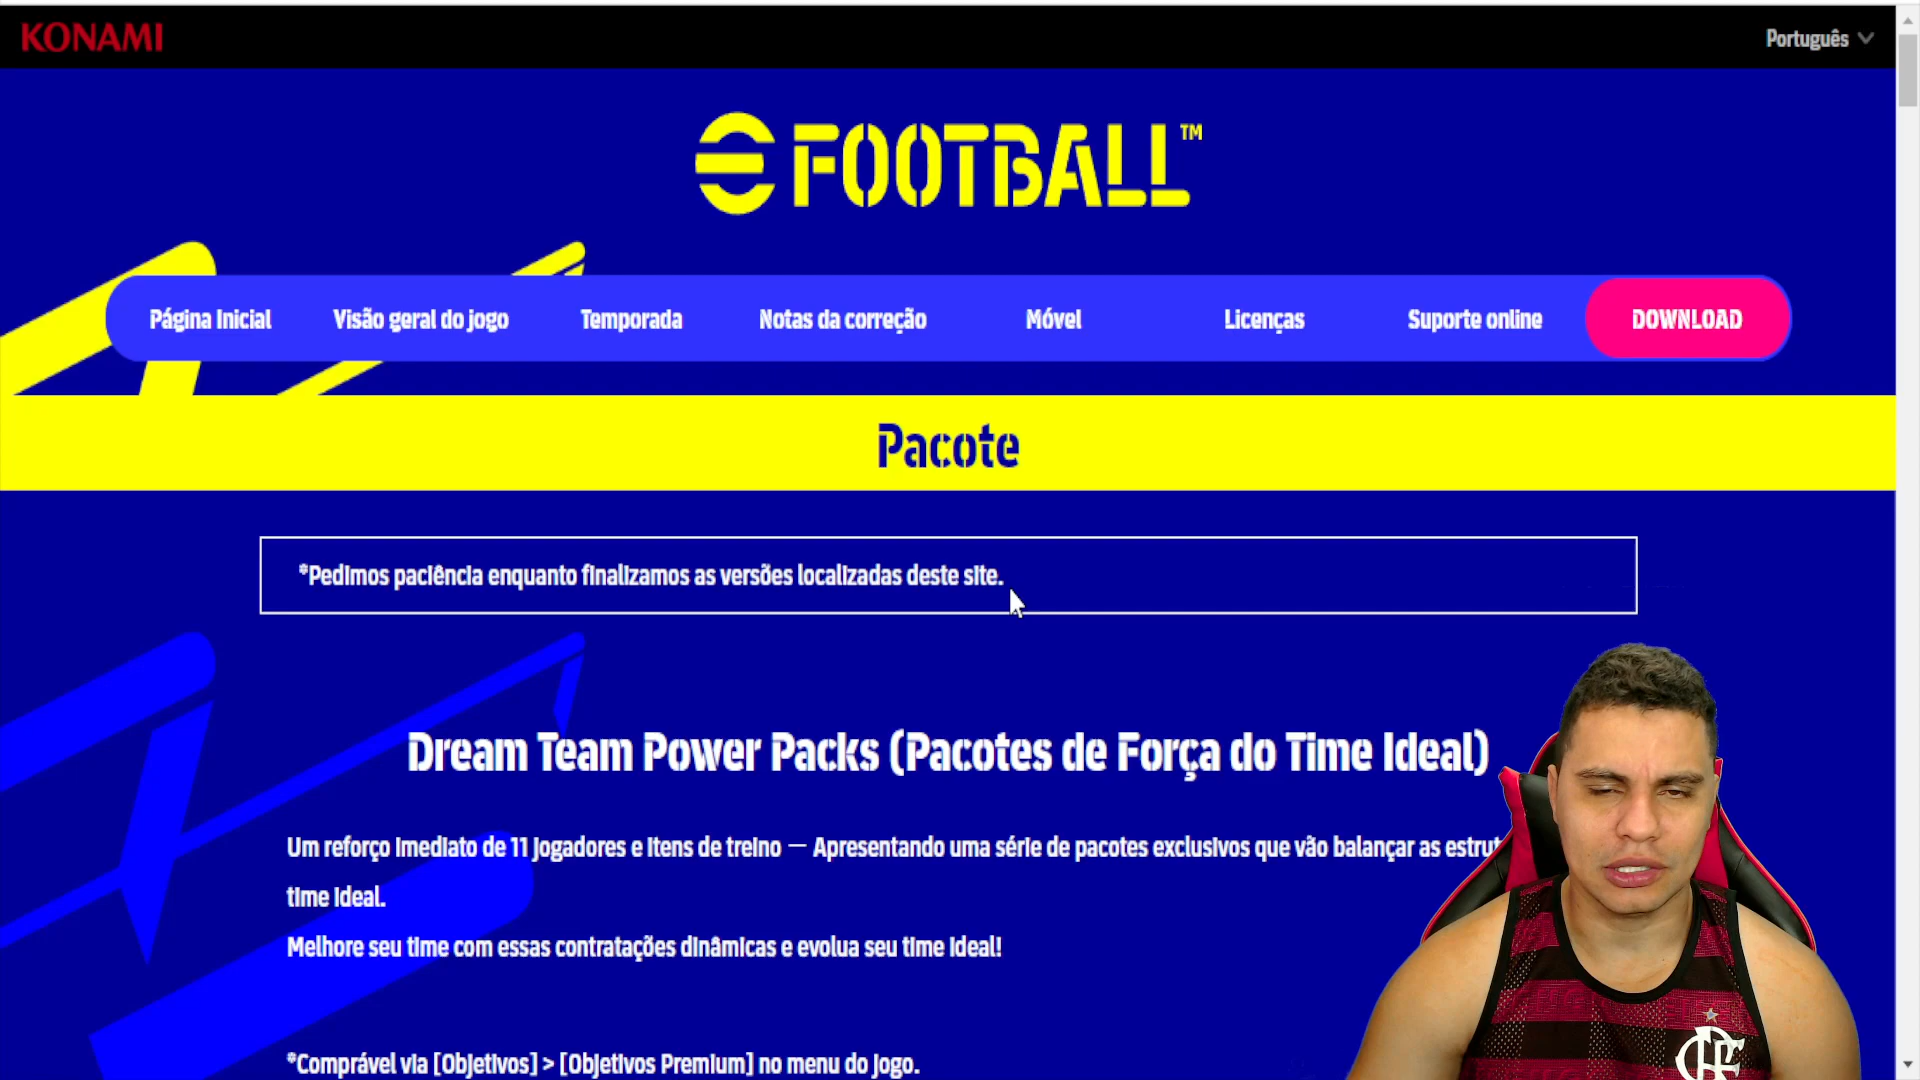 KONAMI
Português
FOOTBALL™
Página Inicial
Visão geral do jogo
Temporada
Notas da correção
Móvel
Licenças
Suporte online
DOWNLOAD
Pacote
*Pedimos paciência enquanto finalizamos as versões localizadas deste site.
Dream Team Power Packs (Pacotes de Força do Time Ideal)
Um reforço imediato de 11 jogadores e itens de treino — Apresentando uma série de pacotes exclusivos que vão balançar as
time ideal.
Melhore seu time com essas contratações dinâmicas e evolua seu time ideal!
*Comprável via [Objetivos] > [Objetivos Premium] no menu do jogo.